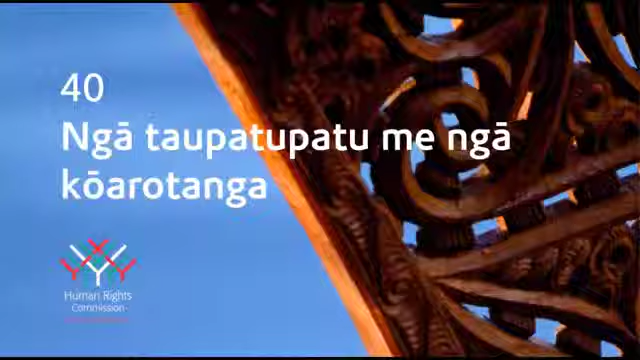 40
Ngā taupatupatu me ngā
kōarotanga
Human Rights
Commission